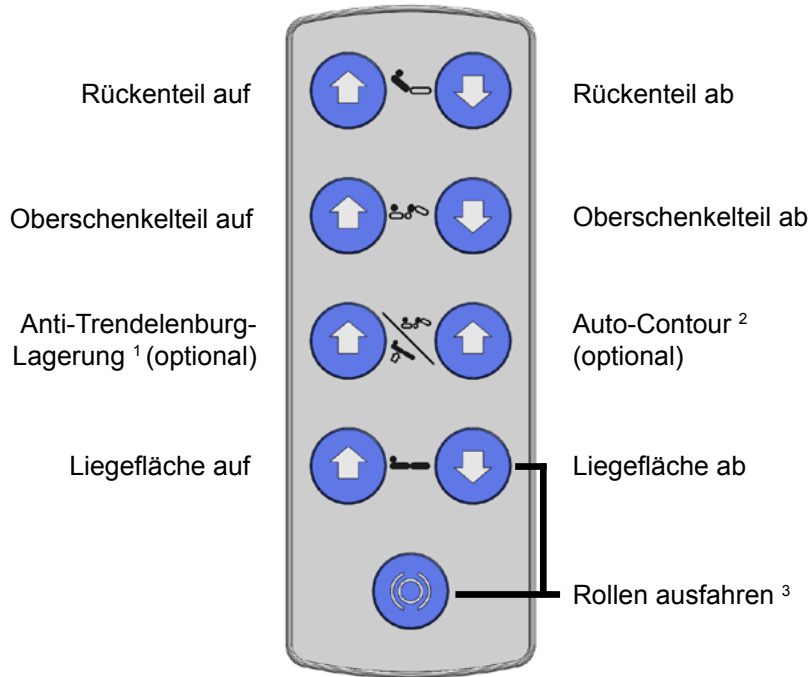 Rückenteil auf
Rückenteil ab
Oberschenkelteil auf
Oberschenkelteil ab
Anti-Trendelenburg-
Lagerung ¹ (optional)
Auto-Contour ²
(optional)
Liegefläche auf
Liegefläche ab
Rollen ausfahren ³